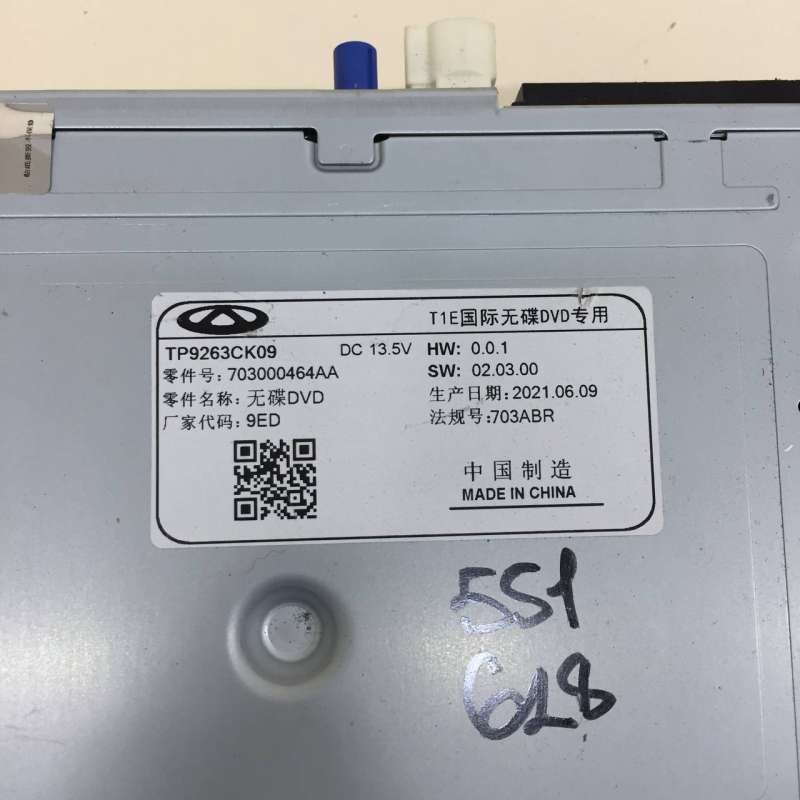 T1E国际无碟DVD专用
TP9263CK09 DC 13.5V HW: 0.0.1
零件号: 703000464AA SW: 02.03.00
零件名称: 无碟DVD 生产日期: 2021.06.09
厂家代码: 9ED 法规号: 703ABR
中国制造
MADE IN CHINA
551
628